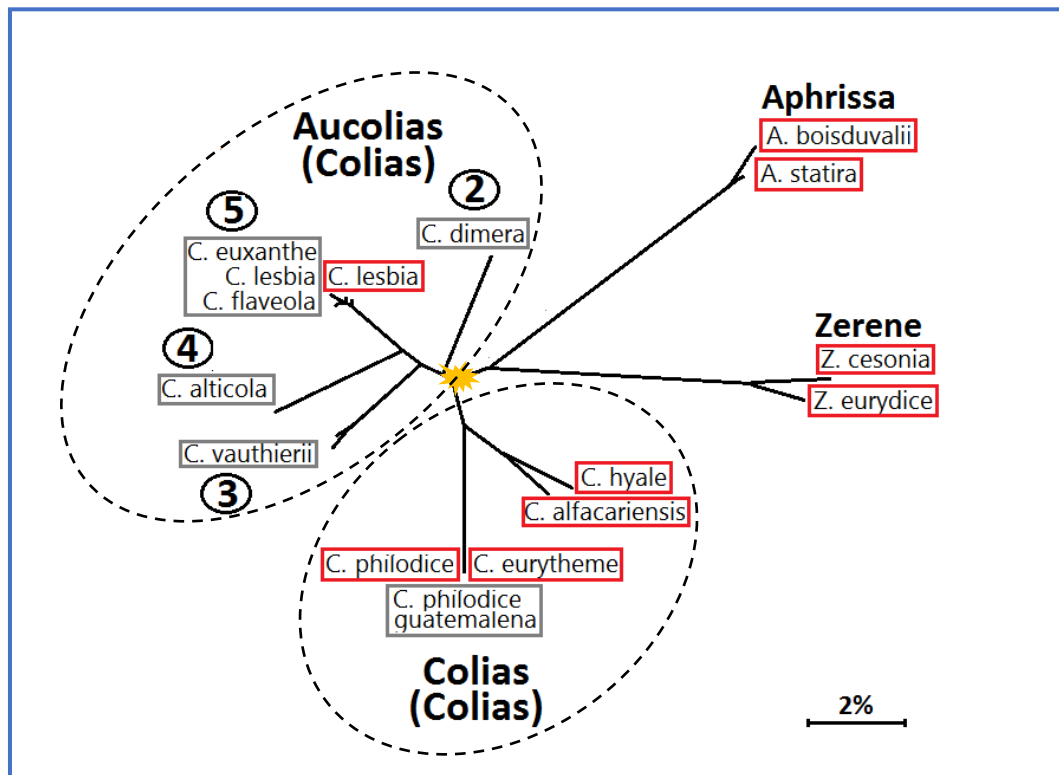 Aphrissa
A. boisduvalii
A. statira
Aucolias
(Colias)
2
C. dimera
5
C. euxanthe
C. lesbia
C. flaveola
C. lesbia
4
C. alticola
C. vauthierii
3
Zerene
Z. cesonia
Z. eurydice
C. hyale
C. alfacariensis
C. philodice
C. eurytheme
C. philodice
guatemalena
Colias
(Colias)
2%